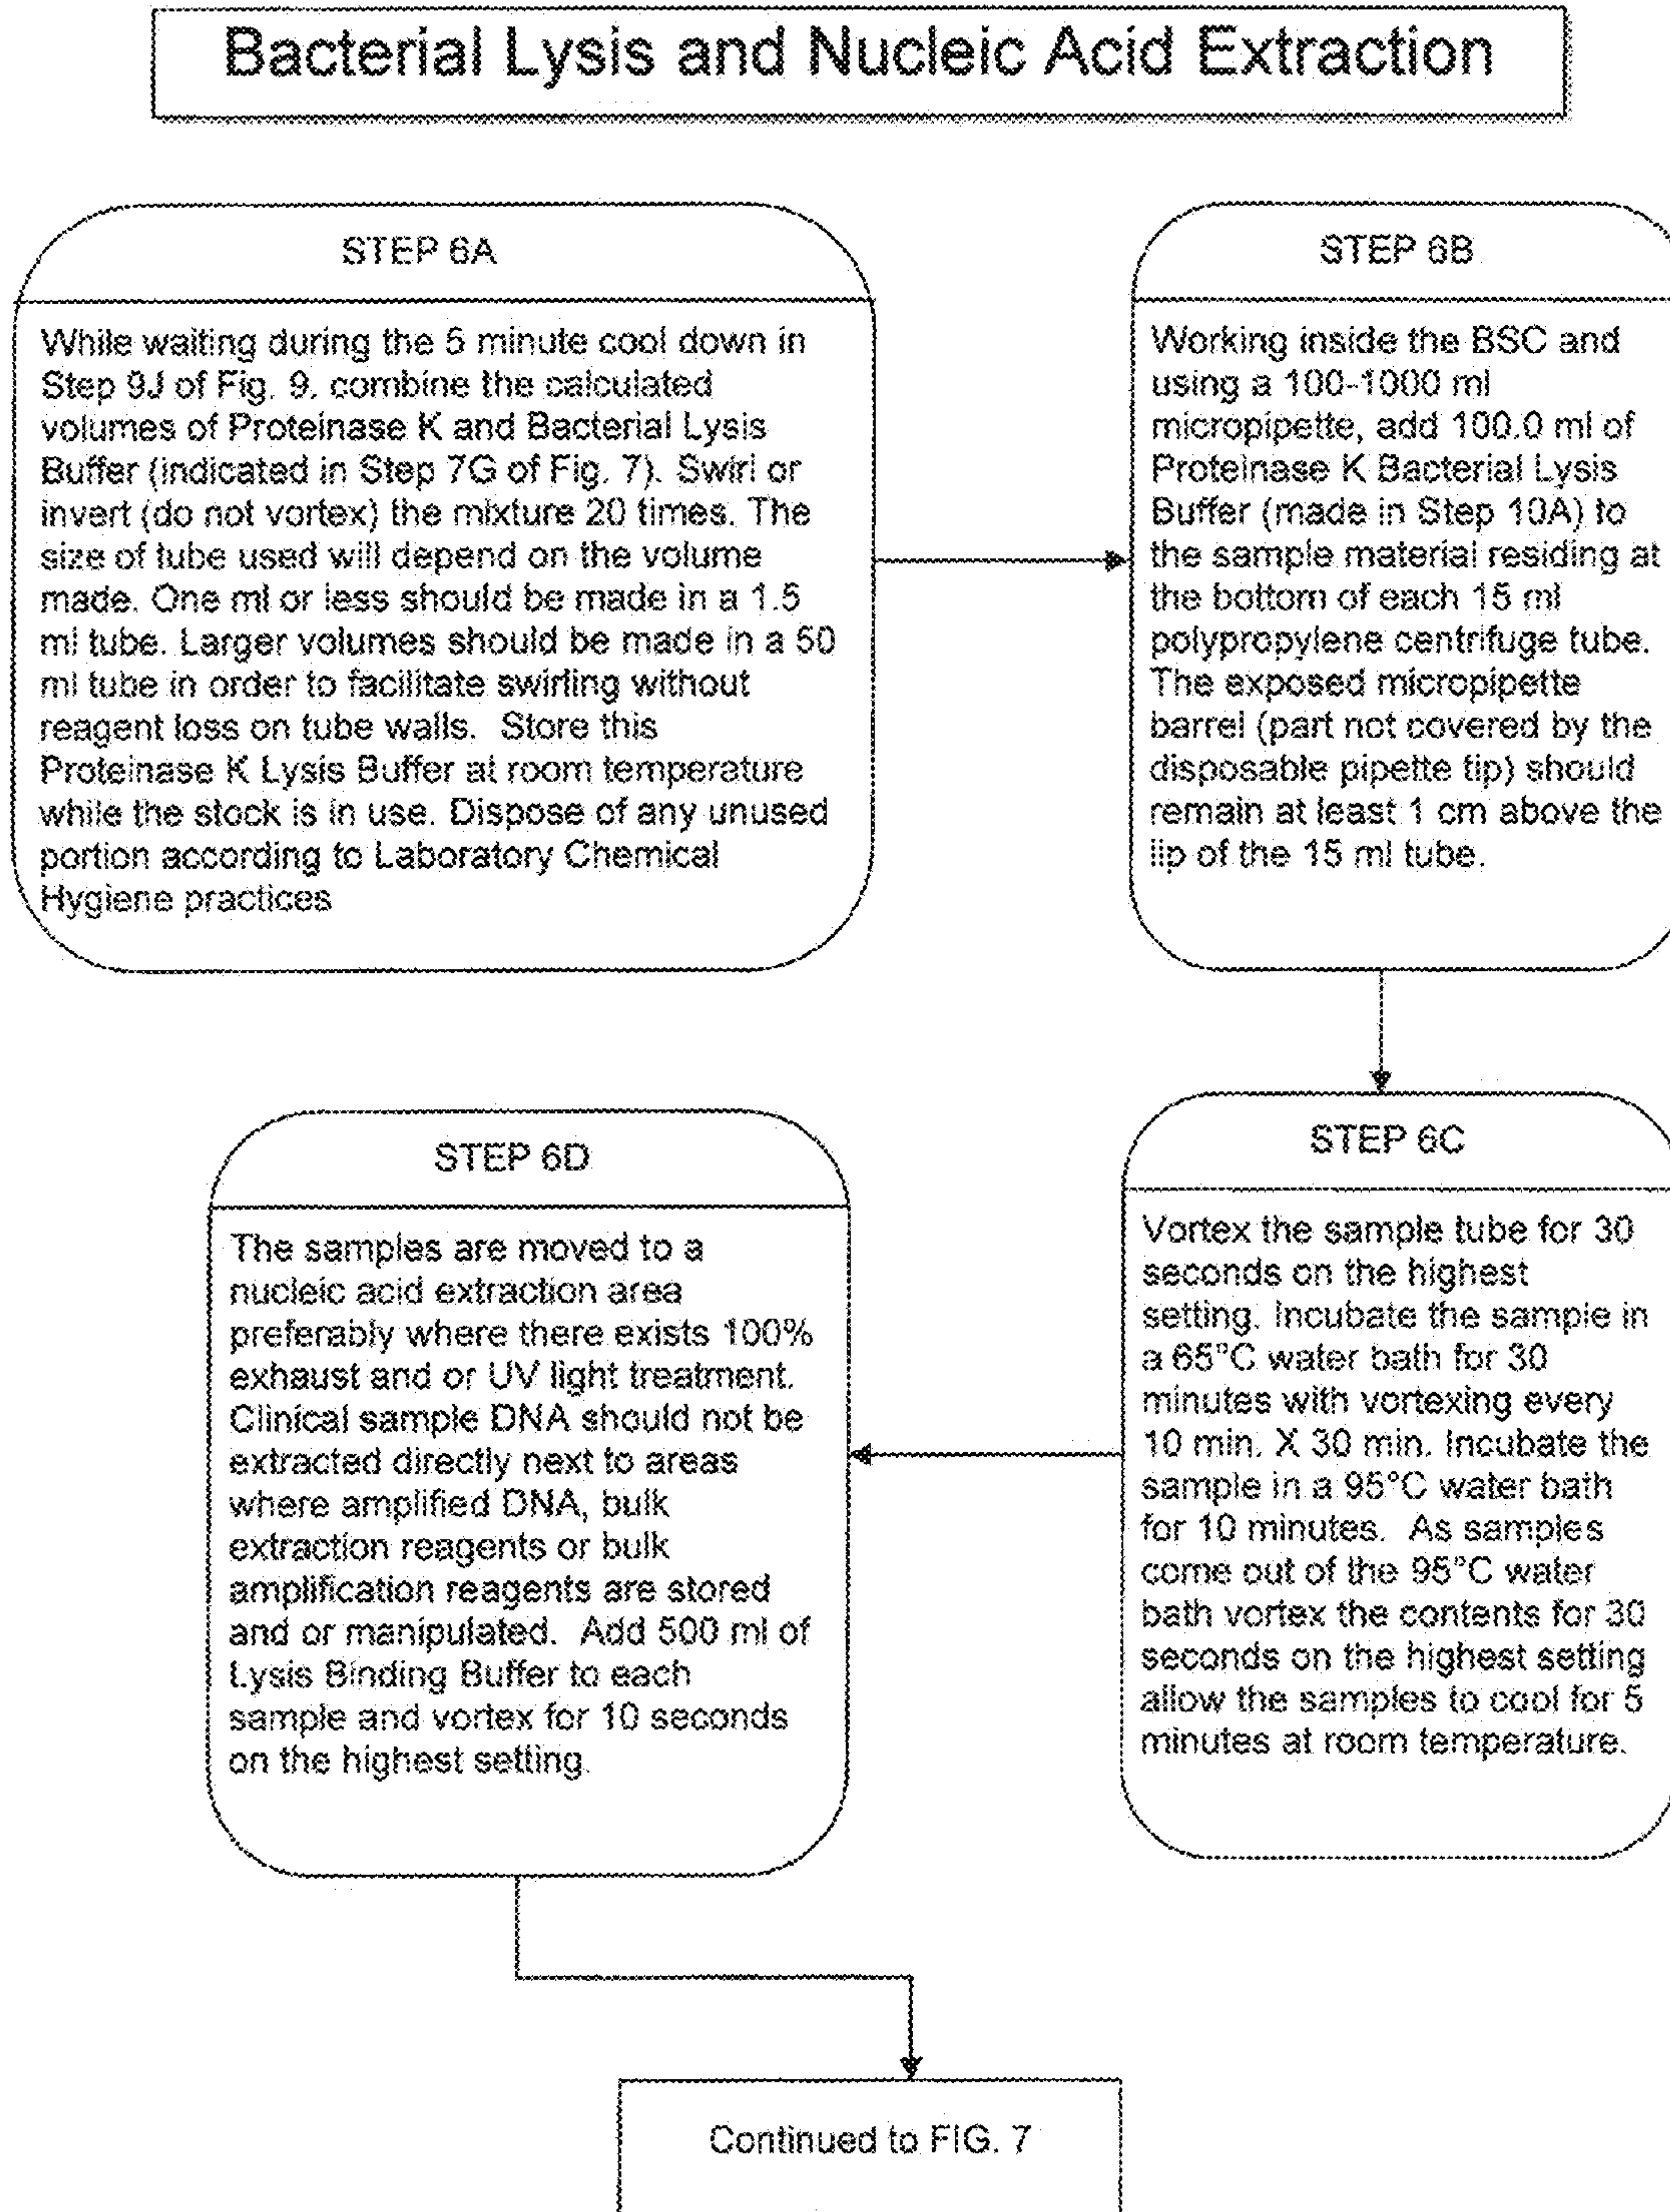 Bacterial Lysis and Nucleic Acid Extraction
STEP 6A
While waiting during the 5 minute cool down in
Step 9J of Fig. 9, combine the calculated
volumes of Proteinase K and Bacterial Lysis
Buffer (indicated in Step 7G of Fig. 7). Swirl or
invert (do not vortex) the mixture 20 times. The
size of tube used will depend on the volume
made. One ml or less should be made in a 1.5
ml tube. Larger volumes should be made in a 50
ml tube in order to facilitate swirling without
reagent loss on tube walls. Store this
Proteinase K Lysis Buffer at room temperature
while the stock is in use. Dispose of any unused
portion according to Laboratory Chemical
Hygiene practices
STEP 6B
Working inside the BSC and
using a 100-1000 ml
micropipette, add 100.0 ml of
Proteinase K Bacterial Lysis
Buffer (made in Step 10A) to
the sample material residing at
the bottom of each 15 ml
polypropylene centrifuge tube.
The exposed micropipette
barrel (part not covered by the
disposable pipette tip) should
remain at least 1 cm above the
lip of the 15 ml tube.
STEP 6C
Vortex the sample tube for 30
seconds on the highest
setting. Incubate the sample in
a 65°C water bath for 30
minutes with vortexing every
10 min. X 30 min. Incubate the
sample in a 95°C water bath
for 10 minutes. As samples
come out of the 95°C water
bath vortex the contents for 30
seconds on the highest setting
allow the samples to cool for 5
minutes at room temperature.
STEP 6D
The samples are moved to a
nucleic acid extraction area
preferably where there exists 100%
exhaust and or UV light treatment.
Clinical sample DNA should not be
extracted directly next to areas
where amplified DNA, bulk
extraction reagents or bulk
amplification reagents are stored
and or manipulated. Add 500 ml of
Lysis Binding Buffer to each
sample and vortex for 10 seconds
on the highest setting.
Continued to FIG. 7